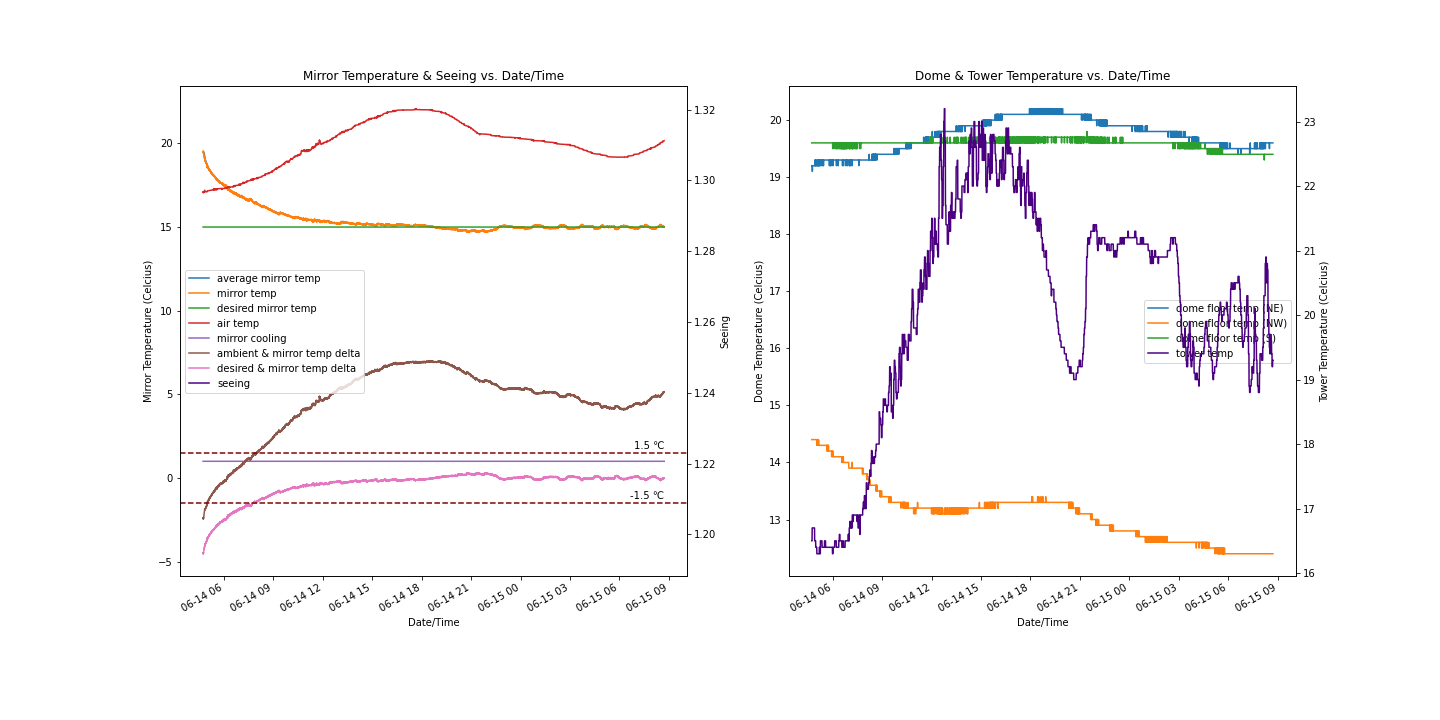 Mirror Temperature & Seeing vs. Date/Time
Mirror Temperature (Celcius)
20
15
10
5
0
−5
1.32
1.30
1.28
1.26
1.24
1.22
1.20
Seeing
average mirror temp
mirror temp
desired mirror temp
air temp
mirror cooling
ambient & mirror temp delta
desired & mirror temp delta
seeing
1.5 °C
-1.5 °C
06-14 06
06-14 09
06-14 12
06-14 15
06-14 18
06-14 21
06-15 00
06-15 03
06-15 06
06-15 09
Date/Time
Dome & Tower Temperature vs. Date/Time
Dome Temperature (Celcius)
20
19
18
17
16
15
14
13
23
22
21
20
19
18
17
16
Tower Temperature (Celcius)
dome floor temp (NE)
dome floor temp (NW)
dome floor temp (S)
tower temp
06-14 06
06-14 09
06-14 12
06-14 15
06-14 18
06-14 21
06-15 00
06-15 03
06-15 06
06-15 09
Date/Time